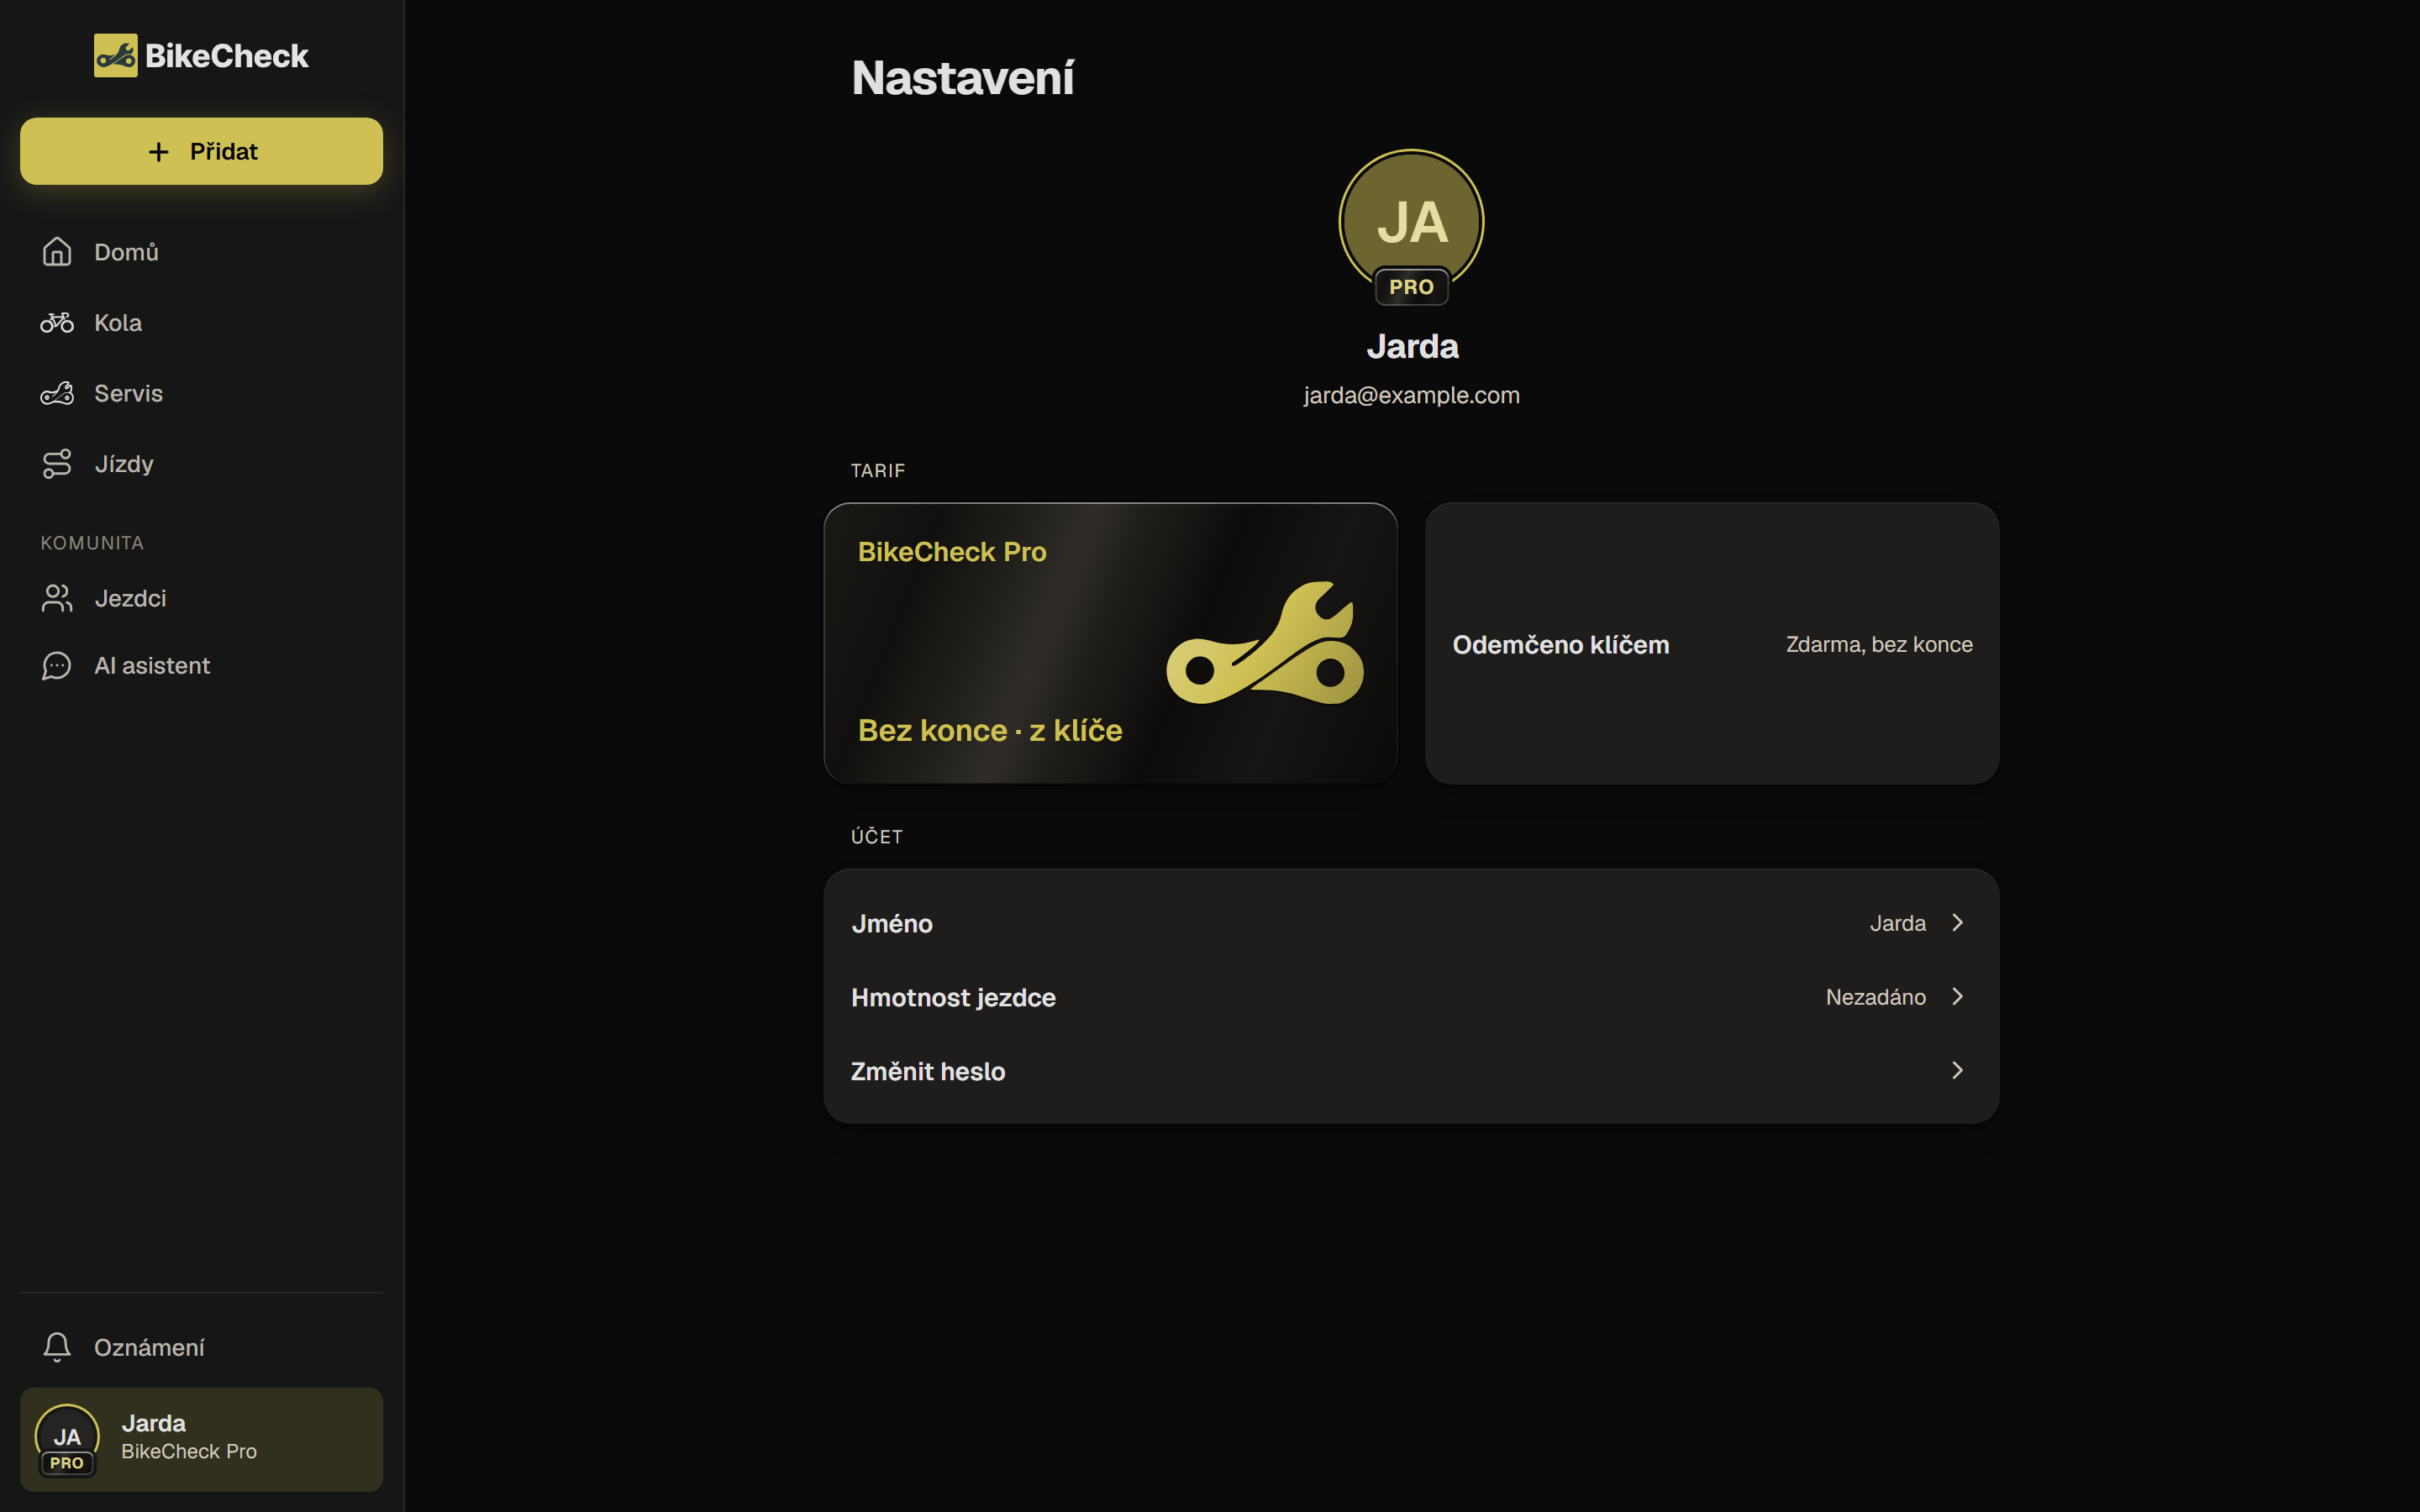 BikeCheck
Přidat
Domů
Kola
Servis
Jízdy
KOMUNITA
Jezdci
AI asistent
Oznámení
JA
PRO
Jarda
BikeCheck Pro
Nastavení
JA
PRO
Jarda
jarda@example.com
TARIF
BikeCheck Pro
Bez konce · z klíče
Odemčeno klíčem
Zdarma, bez konce
ÚČET
Jméno
Jarda
Hmotnost jezdce
Nezadáno
Změnit heslo